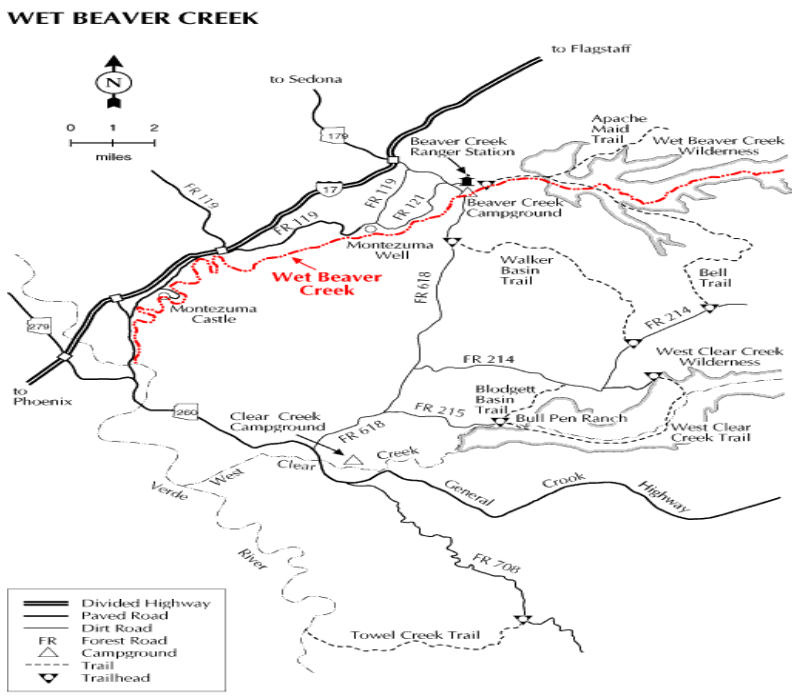 WET BEAVER CREEK
to Flagstaff
to Sedona
N
0 1 2
miles
179
Apache
Maid
Trail
Beaver Creek
Ranger Station
Wet Beaver Creek
Wilderness
17
FR 119
FR 119
FR 121
FR 119
Beaver Creek
Campground
Montezuma
Well
Walker
Basin
Trail
Bell
Trail
Wet Beaver
Creek
FR 618
Montezuma
Castle
279
FR 214
West Clear Creek
Wilderness
FR 214
to
Phoenix
Blodgett
Basin
Trail
260
Clear Creek
Campground
FR 215
Bull Pen Ranch
FR 618
West Clear
Creek Trail
West Clear Creek
Verde
River
General Crook Highway
FR 708
Towel Creek Trail
Divided Highway
Paved Road
Dirt Road
FR Forest Road
Campground
Trail
Trailhead